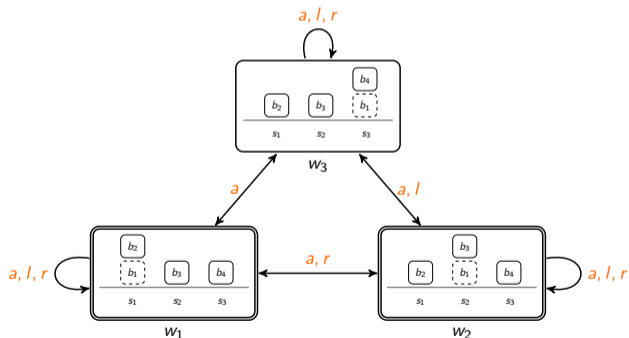 a, l, r
b₄
b₂ b₃ b₁
s₁ s₂ s₃
w₃
a a, l
b₂ b₃
a, l, r b₁ b₃ b₄ a, r b₂ b₁ b₄ a, l, r
s₁ s₂ s₃ s₁ s₂ s₃
w₁ w₂